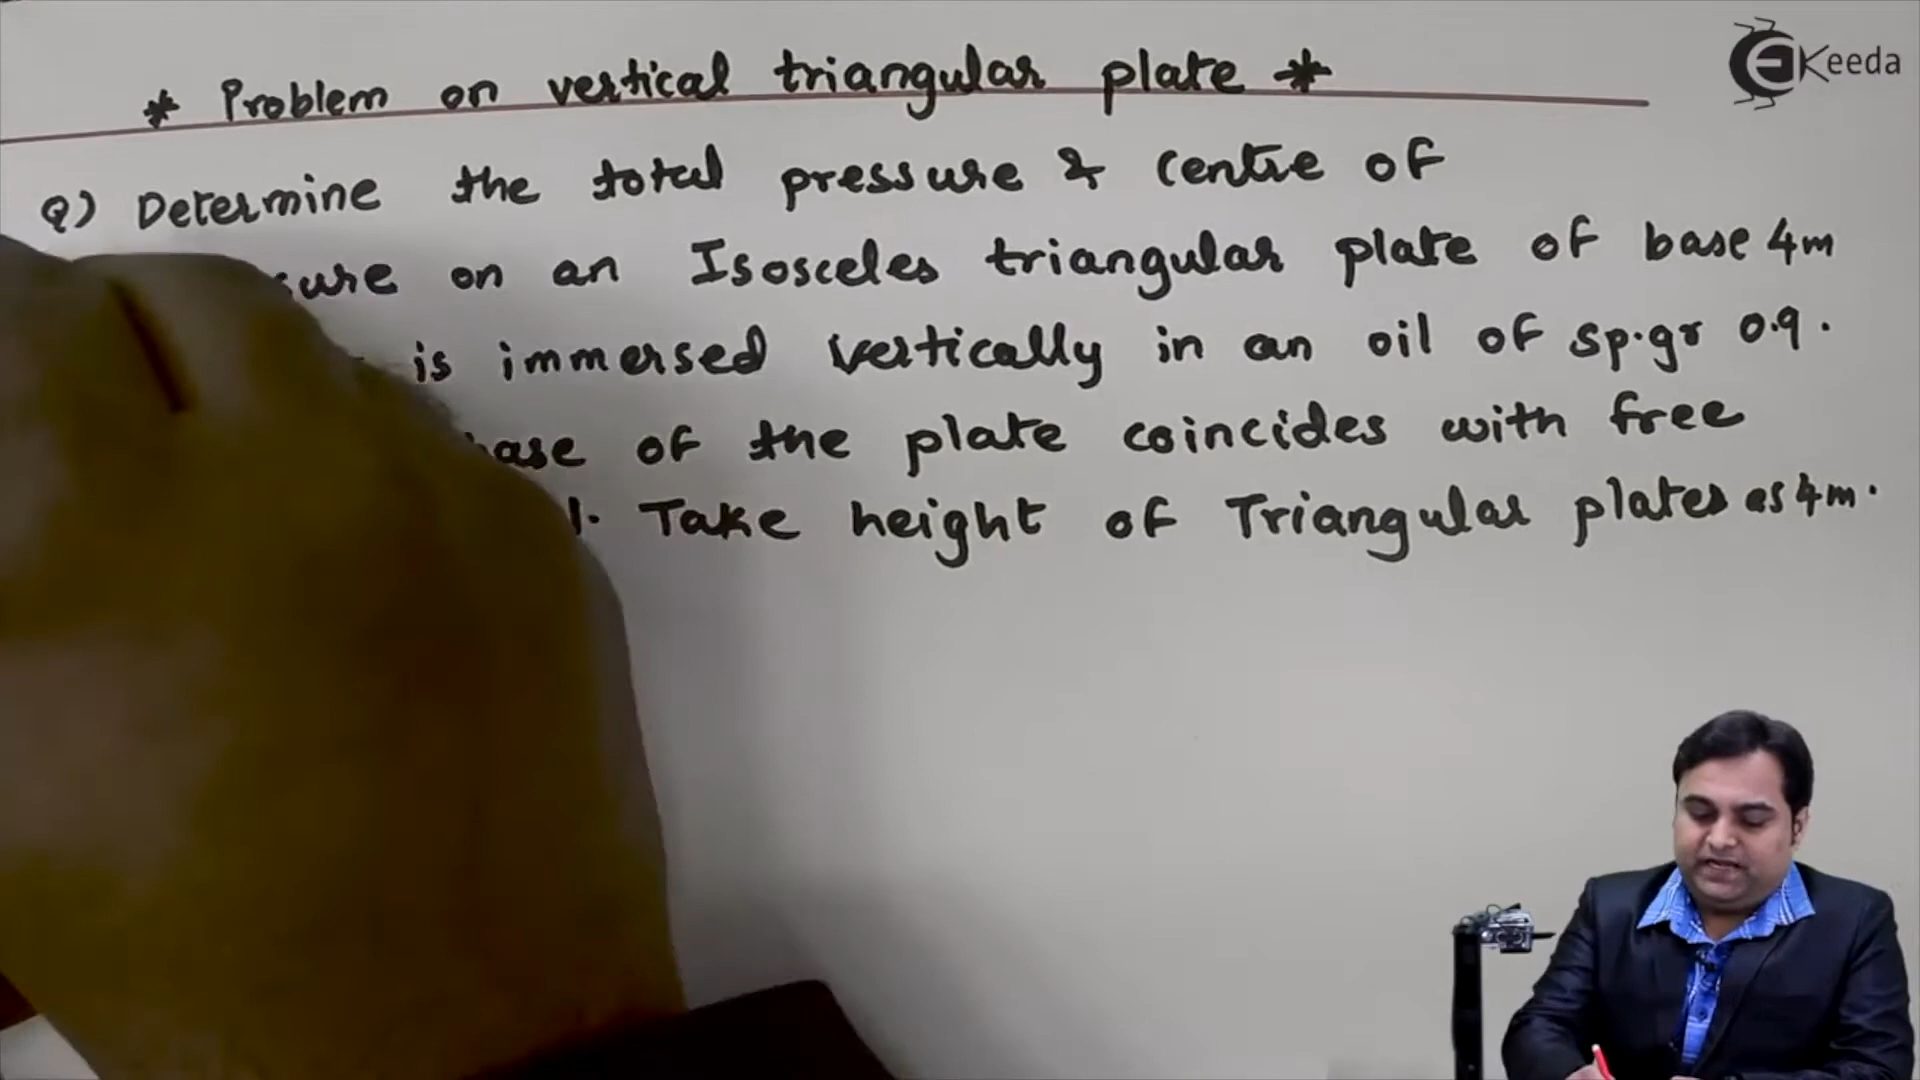 * Problem on vertical triangular plate *
EKeeda
Q) Determine the total pressure & centre of
sure on an Isosceles triangular plate of base 4m
is immersed vertically in an oil of sp.gr 0.9.
ase of the plate coincides with free
l. Take height of Triangular plates as 4m.